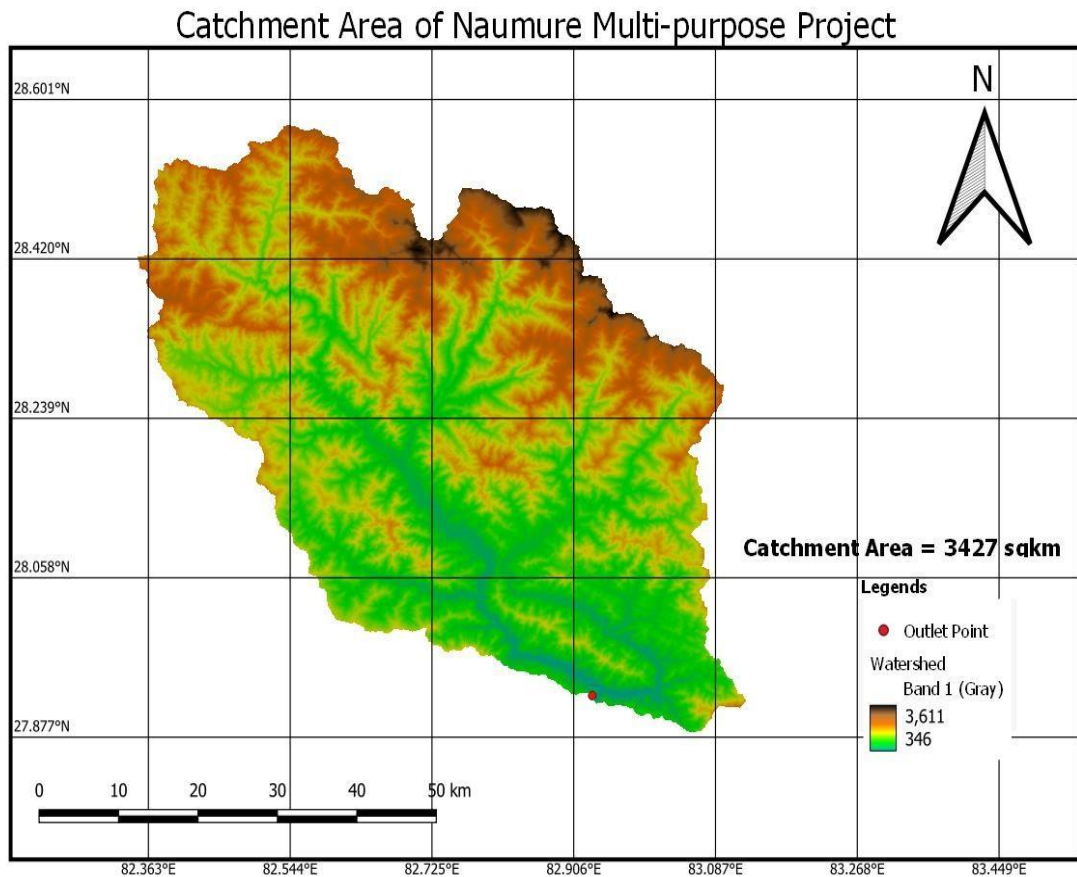 Catchment Area of Naumure Multi-purpose Project
28.601°N
N
28.420°N
28.239°N
Catchment Area = 3427 sqkm
28.058°N
Legends
Outlet Point
Watershed
Band 1 (Gray)
3,611
346
27.877°N
0 10 20 30 40 50 km
82.363°E 82.544°E 82.725°E 82.906°E 83.087°E 83.268°E 83.449°E